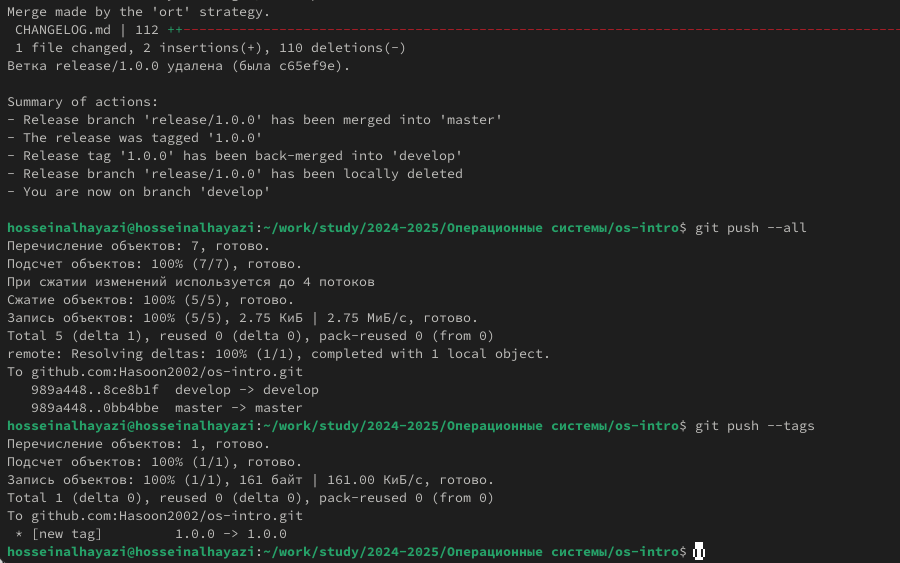 Merge made by the 'ort' strategy.
 CHANGELOG.md | 112 ++----------------------------------------------------------------------------------------
 1 file changed, 2 insertions(+), 110 deletions(-)
Ветка release/1.0.0 удалена (была c65ef9e).

Summary of actions:
- Release branch 'release/1.0.0' has been merged into 'master'
- The release was tagged '1.0.0'
- Release tag '1.0.0' has been back-merged into 'develop'
- Release branch 'release/1.0.0' has been locally deleted
- You are now on branch 'develop'

hosseinalhayazi@hosseinalhayazi:~/work/study/2024-2025/Операционные системы/os-intro$ git push --all
Перечисление объектов: 7, готово.
Подсчет объектов: 100% (7/7), готово.
При сжатии изменений используется до 4 потоков
Сжатие объектов: 100% (5/5), готово.
Запись объектов: 100% (5/5), 2.75 КиБ | 2.75 МиБ/с, готово.
Total 5 (delta 1), reused 0 (delta 0), pack-reused 0 (from 0)
remote: Resolving deltas: 100% (1/1), completed with 1 local object.
To github.com:Hasoon2002/os-intro.git
   989a448..8ce8b1f  develop -> develop
   989a448..0bb4bbe  master -> master
hosseinalhayazi@hosseinalhayazi:~/work/study/2024-2025/Операционные системы/os-intro$ git push --tags
Перечисление объектов: 1, готово.
Подсчет объектов: 100% (1/1), готово.
Запись объектов: 100% (1/1), 161 байт | 161.00 КиБ/с, готово.
Total 1 (delta 0), reused 0 (delta 0), pack-reused 0 (from 0)
To github.com:Hasoon2002/os-intro.git
 * [new tag]         1.0.0 -> 1.0.0
hosseinalhayazi@hosseinalhayazi:~/work/study/2024-2025/Операционные системы/os-intro$